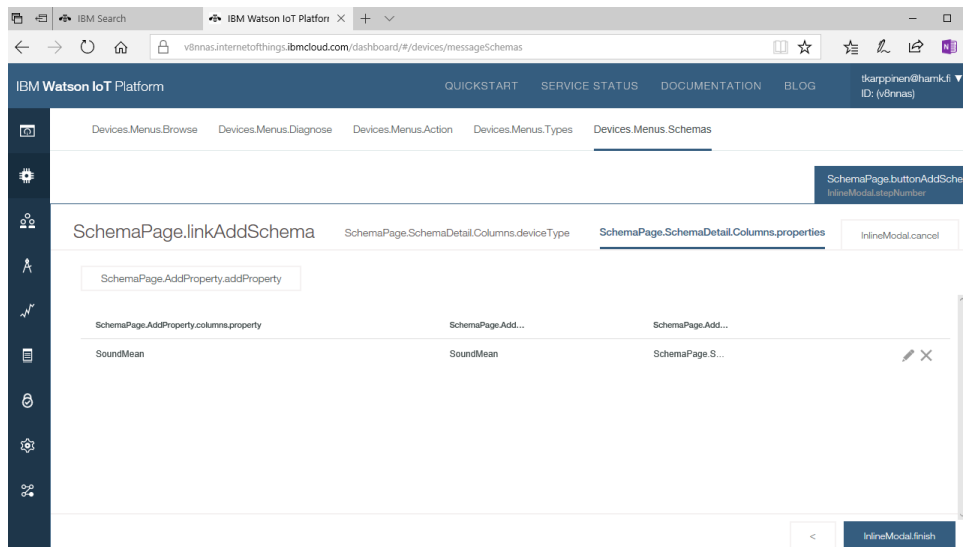 IBM Search
IBM Watson IoT Platforr
v8nnas.internetofthings.ibmcloud.com/dashboard/#/devices/messageSchemas
IBM Watson IoT Platform
QUICKSTART SERVICE STATUS DOCUMENTATION BLOG
tkarppinen@hamk.fi
ID: (v8nnas)
Devices.Menus.Browse Devices.Menus.Diagnose Devices.Menus.Action Devices.Menus.Types Devices.Menus.Schemas
SchemaPage.buttonAddSche
InlineModal.stepNumber
SchemaPage.linkAddSchema SchemaPage.SchemaDetail.Columns.deviceType SchemaPage.SchemaDetail.Columns.properties InlineModal.cancel
SchemaPage.AddProperty.addProperty
SchemaPage.AddProperty.columns.property SchemaPage.Add... SchemaPage.Add...
SoundMean SoundMean SchemaPage.S...
< InlineModal.finish